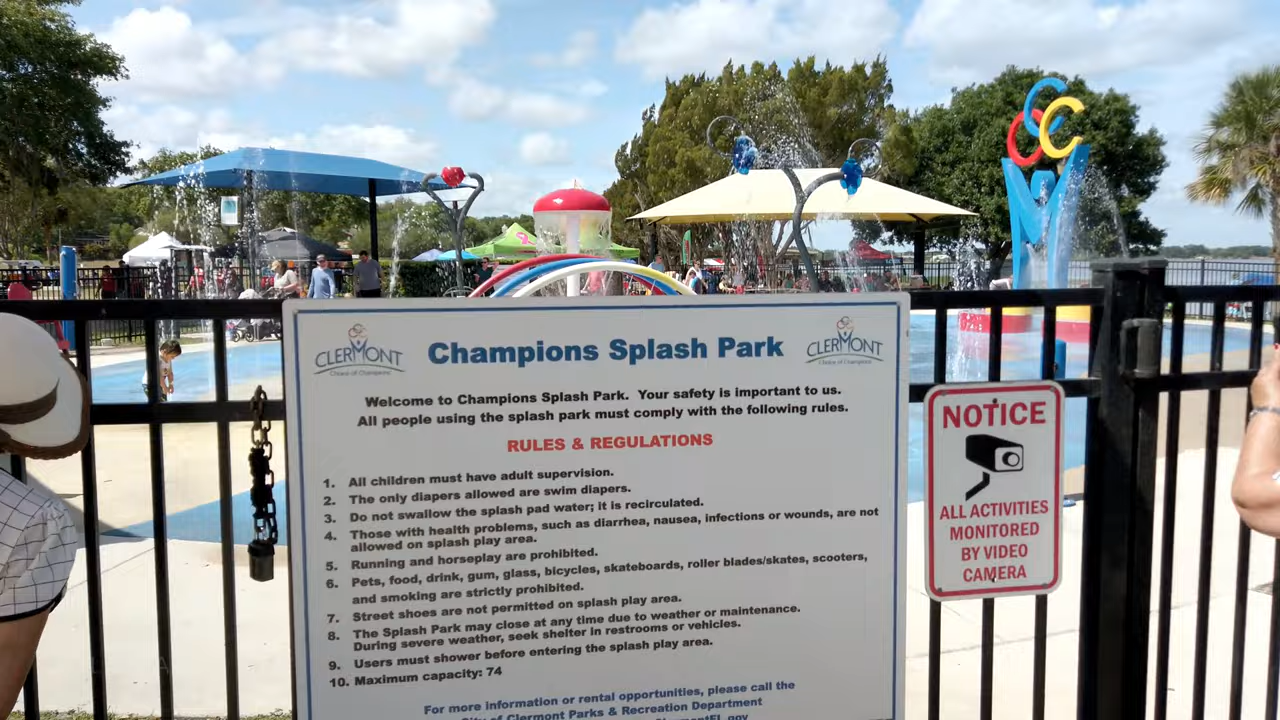 CLERMONT
Choice of Champions
Champions Splash Park
CLERMONT
Choice of Champions
Welcome to Champions Splash Park. Your safety is important to us.
All people using the splash park must comply with the following rules.
RULES & REGULATIONS
1. All children must have adult supervision.
2. The only diapers allowed are swim diapers.
3. Do not swallow the splash pad water; it is recirculated.
4. Those with health problems, such as diarrhea, nausea, infections or wounds, are not
allowed on splash play area.
5. Running and horseplay are prohibited.
6. Pets, food, drink, gum, glass, bicycles, skateboards, roller blades/skates, scooters,
and smoking are strictly prohibited.
7. Street shoes are not permitted on splash play area.
8. The Splash Park may close at any time due to weather or maintenance.
During severe weather, seek shelter in restrooms or vehicles.
9. Users must shower before entering the splash play area.
10. Maximum capacity: 74
For more information or rental opportunities, please call the
City of Clermont Parks & Recreation Department
NOTICE
ALL ACTIVITIES
MONITORED
BY VIDEO
CAMERA